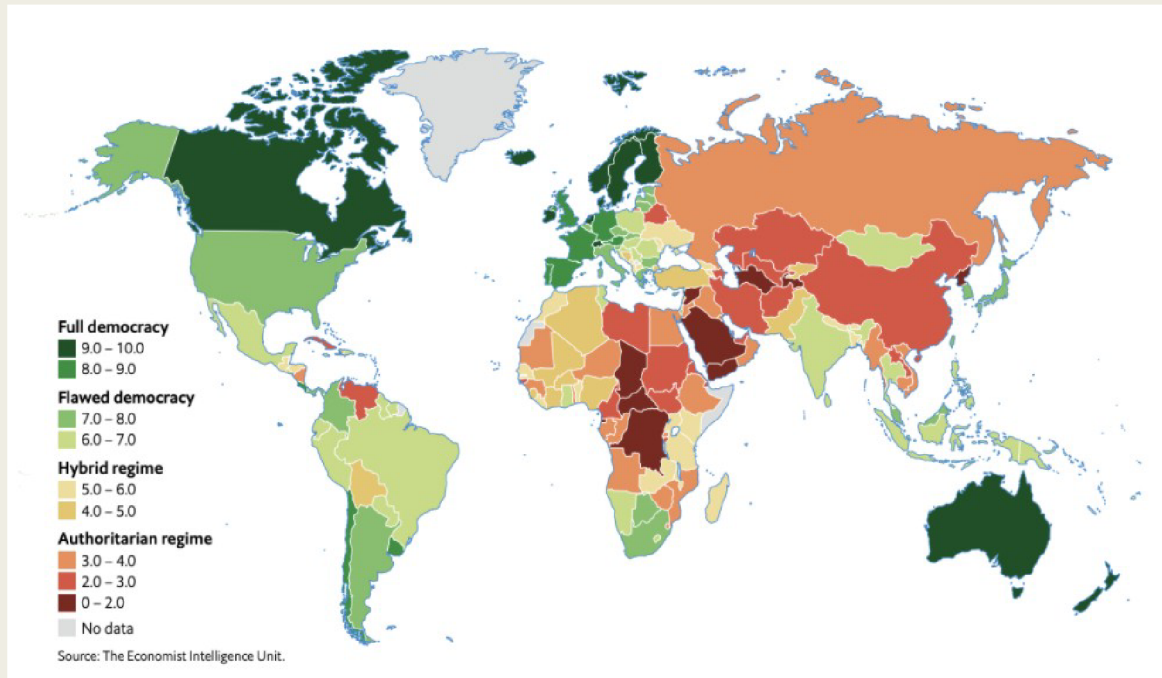 Full democracy
9.0 – 10.0
8.0 – 9.0
Flawed democracy
7.0 – 8.0
6.0 – 7.0
Hybrid regime
5.0 – 6.0
4.0 – 5.0
Authoritarian regime
3.0 – 4.0
2.0 – 3.0
0 – 2.0
No data
Source: The Economist Intelligence Unit.